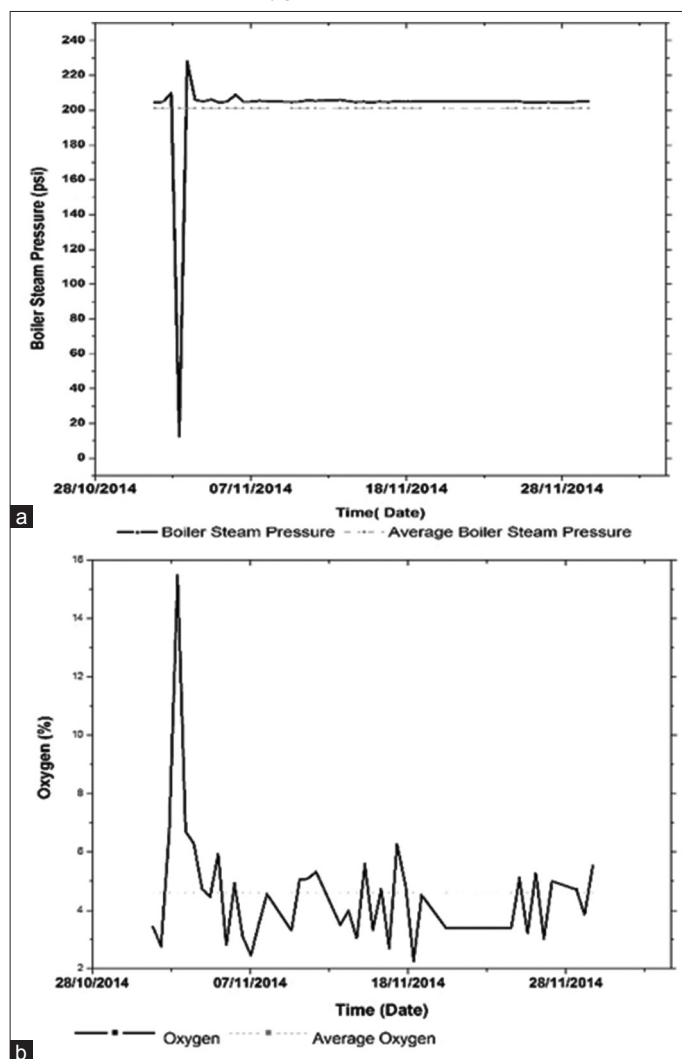 240
220
200
180
160
140
120
100
80
60
40
20
0
Boiler Steam Pressure (psi)
28/10/2014 07/11/2014 18/11/2014 28/11/2014
Time( Date)
Boiler Steam Pressure Average Boiler Steam Pressure
a
16
14
12
10
8
6
4
2
Oxygen (%)
28/10/2014 07/11/2014 18/11/2014 28/11/2014
Time (Date)
Oxygen Average Oxygen
b